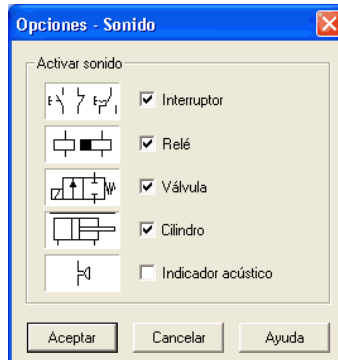 Opciones - Sonido
Activar sonido
Interruptor
Relé
Válvula
Cilindro
Indicador acústico
Aceptar Cancelar Ayuda